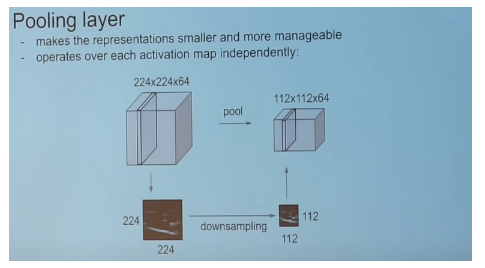 Pooling layer
- makes the representations smaller and more manageable
- operates over each activation map independently:
224x224x64
112x112x64
pool
224
112
downsampling
112
224